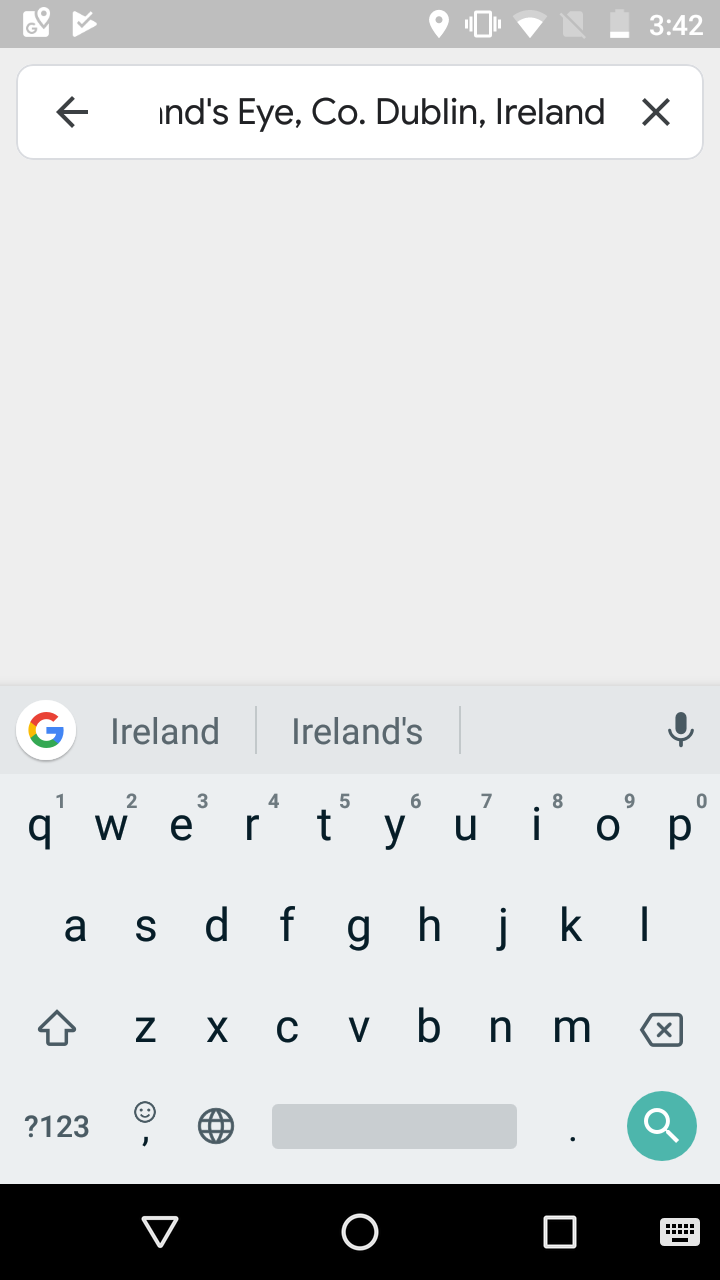 3:42
and's Eye, Co. Dublin, Ireland
Ireland Ireland's
1 2 3 4 5 6 7 8 9 0
q w e r t y u i o p
a s d f g h j k l
z x c v b n m
?123 , .